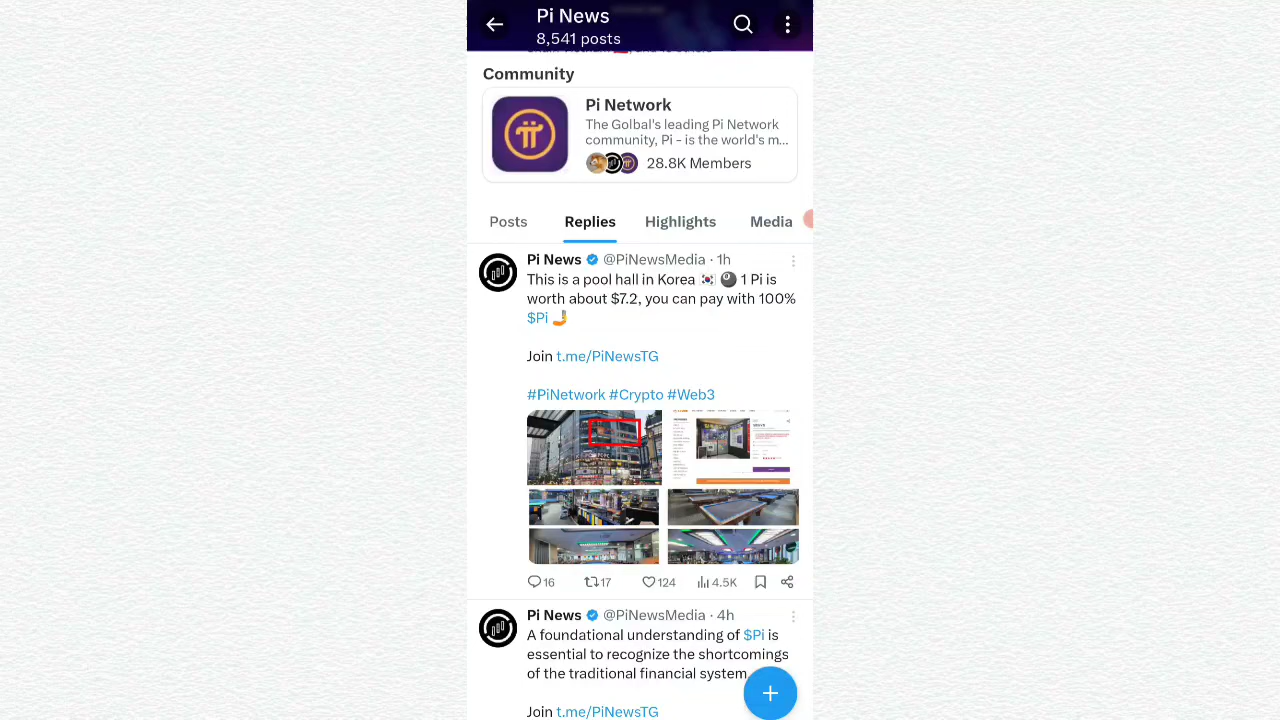 Pi News
8,541 posts
Community
Pi Network
The Golbal's leading Pi Network
community, Pi - is the world's m...
28.8K Members
Posts Replies Highlights Media
Pi News @PiNewsMedia · 1h
This is a pool hall in Korea 🇰🇷 🎱 1 Pi is
worth about $7.2, you can pay with 100%
$Pi 🤳
Join t.me/PiNewsTG
#PiNetwork #Crypto #Web3
16 17 124 4.5K
Pi News @PiNewsMedia · 4h
A foundational understanding of $Pi is
essential to recognize the shortcomings
of the traditional financial system
Join t.me/PiNewsTG